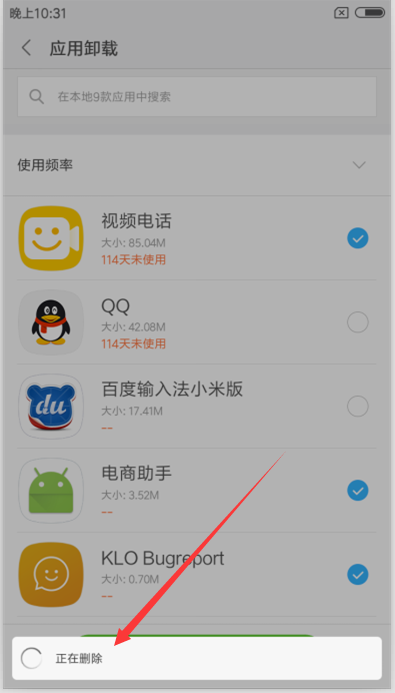 晚上10:31
应用卸载
在本地9款应用中搜索
使用频率
视频电话
大小: 85.04M
114天未使用
QQ
大小: 42.08M
114天未使用
du
百度输入法小米版
大小: 17.41M
--
电商助手
大小: 3.52M
--
KLO Bugreport
大小: 0.70M
--
正在删除